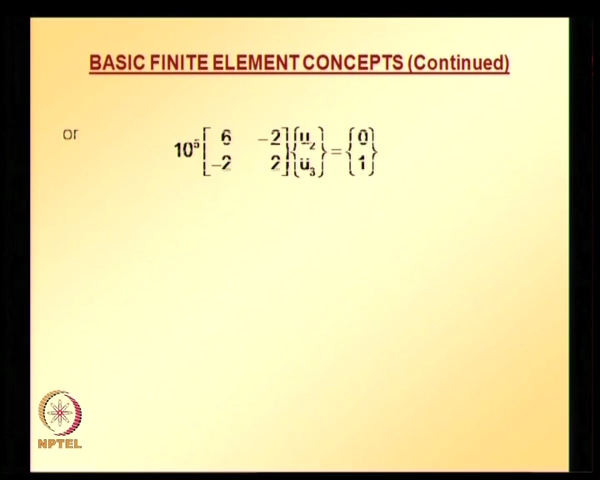 BASIC FINITE ELEMENT CONCEPTS (Continued)
or
10⁵ [6 -2; -2 2] {u₂; u₃} = {0; 1}
NPTEL